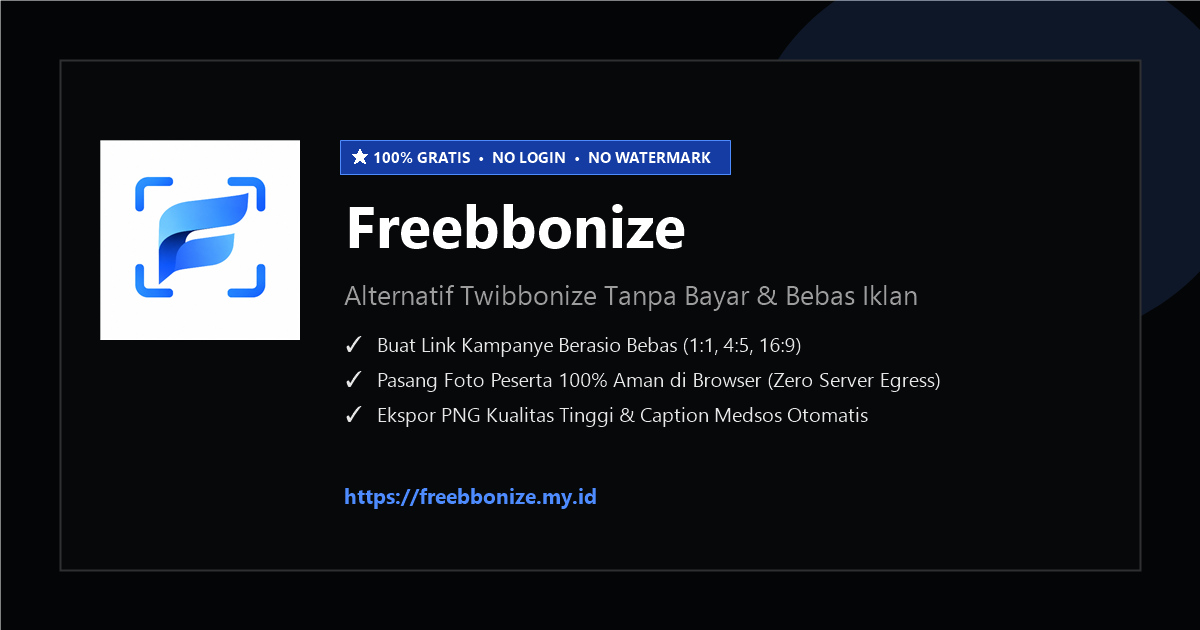 ★ 100% GRATIS • NO LOGIN • NO WATERMARK
Freebbonize
Alternatif Twibbonize Tanpa Bayar & Bebas Iklan
✓ Buat Link Kampanye Berasio Bebas (1:1, 4:5, 16:9)
✓ Pasang Foto Peserta 100% Aman di Browser (Zero Server Egress)
✓ Ekspor PNG Kualitas Tinggi & Caption Medsos Otomatis
https://freebbonize.my.id